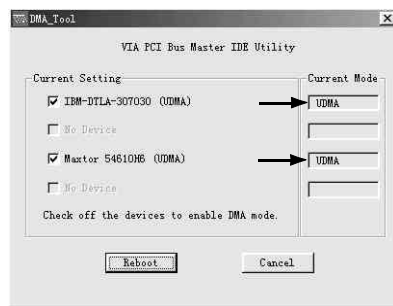 DMA_Tool
VIA PCI Bus Master IDE Utility
Current Setting
Current Mode
IBM-DTLA-307030 (UDMA)
UDMA
No Device
Maxtor 54610H6 (UDMA)
UDMA
No Device
Check off the devices to enable DMA mode.
Reboot
Cancel